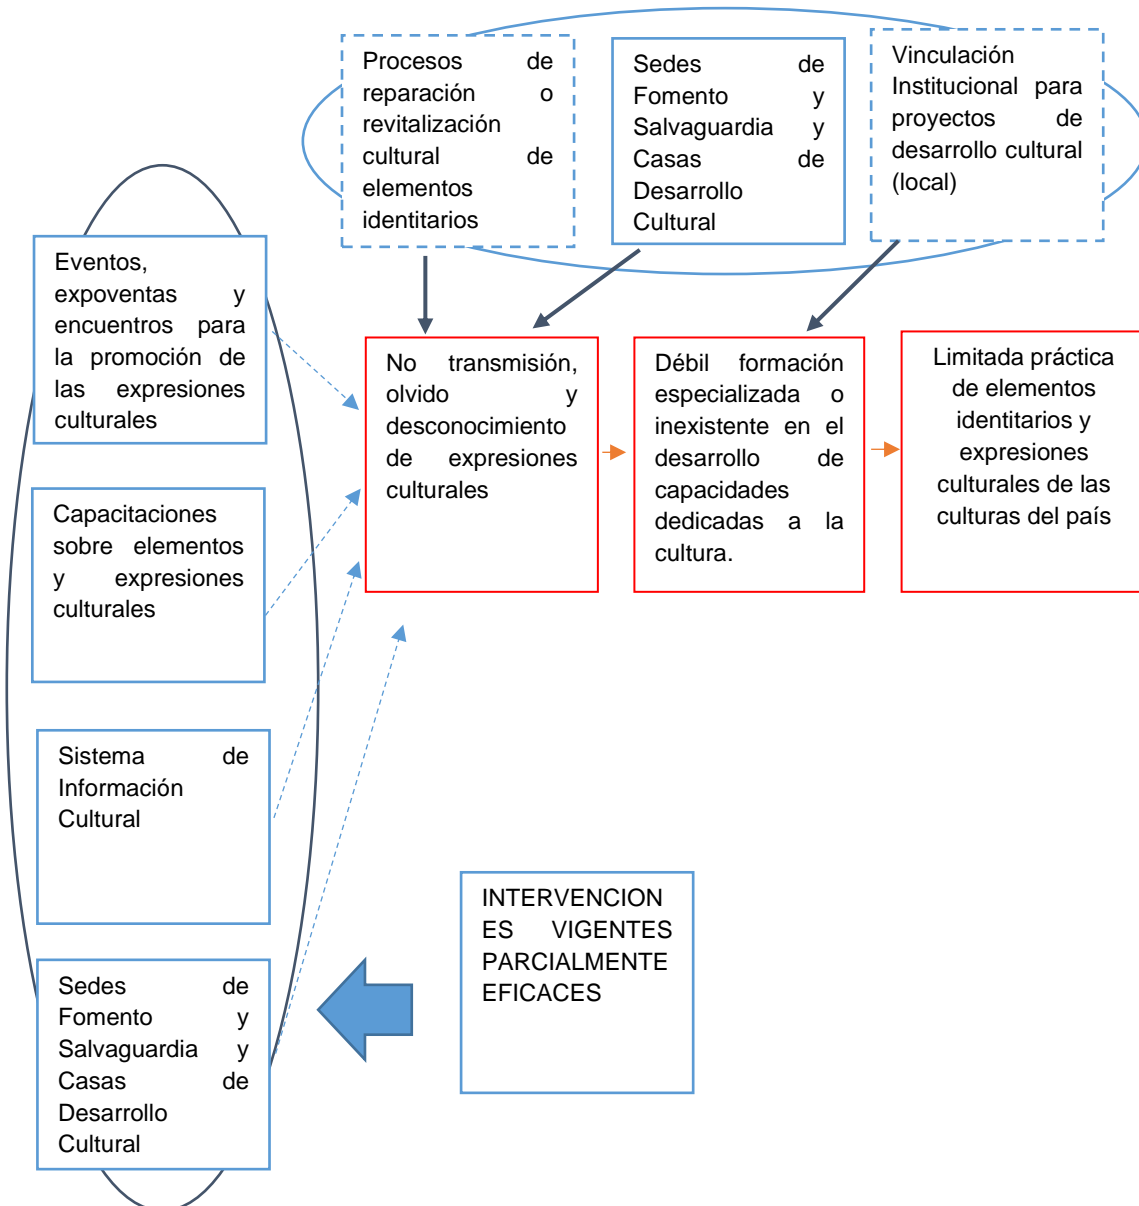 Procesos de
reparación o
revitalización
cultural de
elementos
identitarios
Sedes de
Fomento y
Salvaguardia y
Casas de
Desarrollo
Cultural
Vinculación
Institucional para
proyectos de
desarrollo cultural
(local)
Eventos,
expoventas y
encuentros para
la promoción de
las expresiones
culturales
No transmisión,
olvido y
desconocimiento
de expresiones
culturales
Débil formación
especializada o
inexistente en el
desarrollo de
capacidades
dedicadas a la
cultura.
Limitada práctica
de elementos
identitarios y
expresiones
culturales de las
culturas del país
Capacitaciones
sobre elementos
y expresiones
culturales
Sistema de
Información
Cultural
INTERVENCION
ES VIGENTES
PARCIALMENTE
EFICACES
Sedes de
Fomento y
Salvaguardia y
Casas de
Desarrollo
Cultural